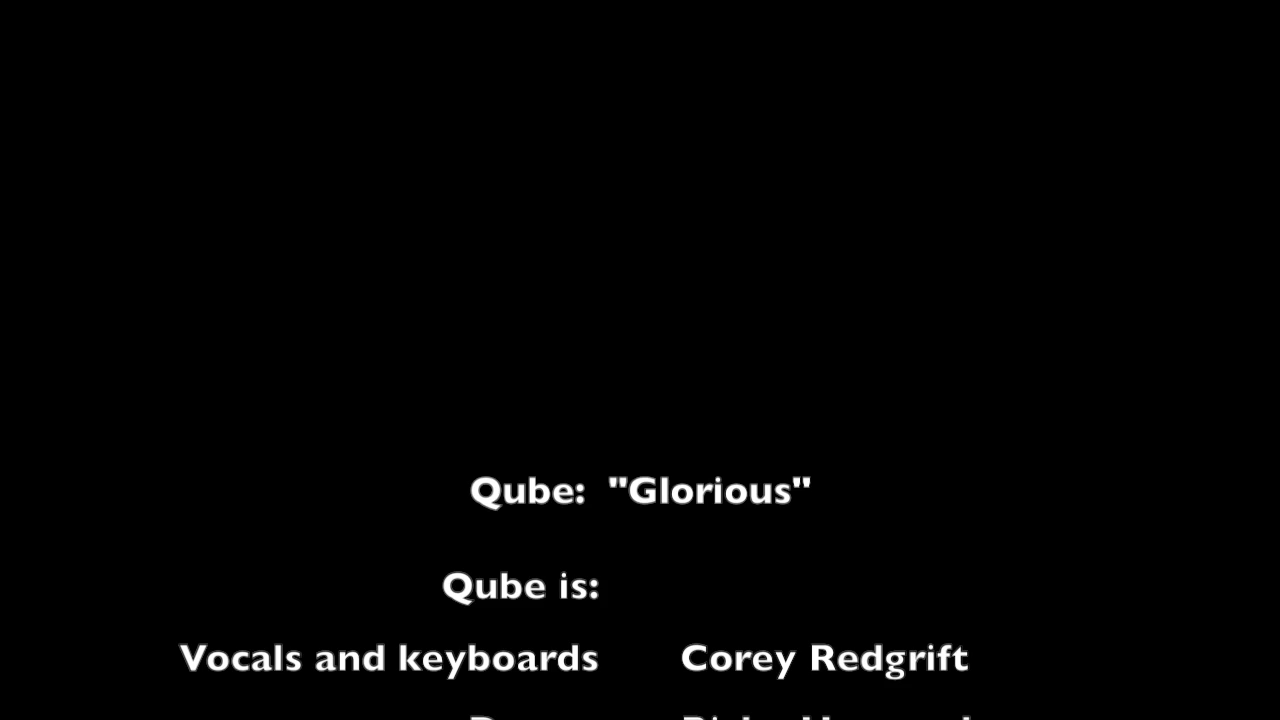 Qube:  "Glorious"
Qube is:
Vocals and keyboards Corey Redgrift